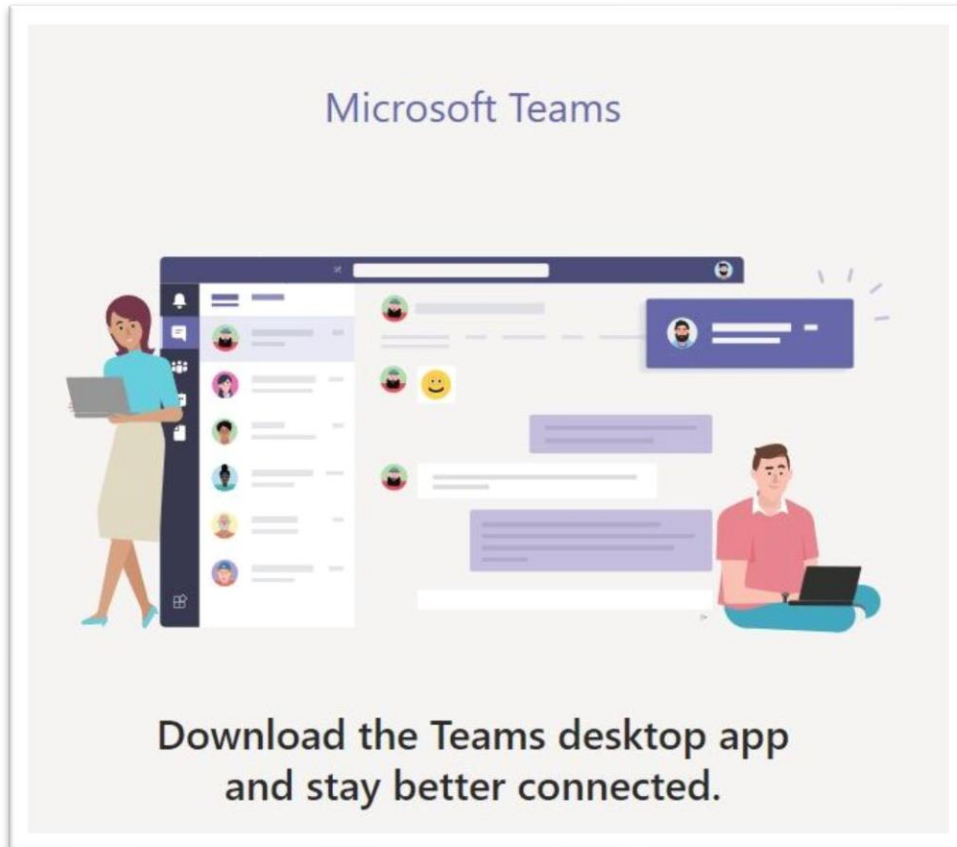 Microsoft Teams
Download the Teams desktop app
and stay better connected.